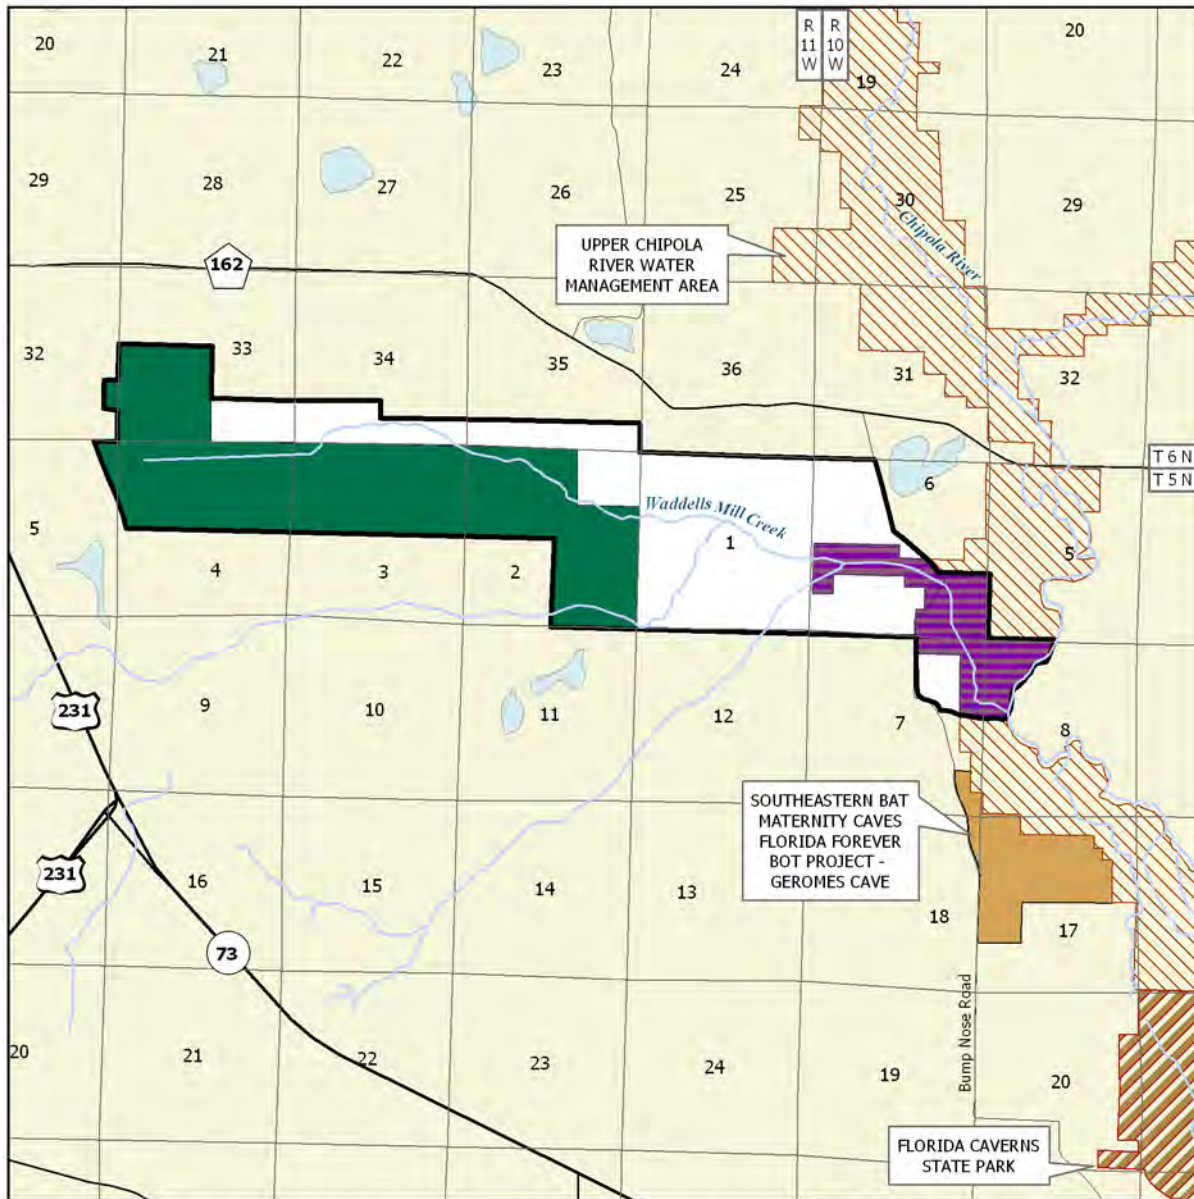 20
21
22
23
24
R
11
W
R
10
W
19
20
29
28
27
26
25
30
29
Chipola River
UPPER CHIPOLA
RIVER WATER
MANAGEMENT AREA
162
32
33
34
35
36
31
32
T 6 N
T 5 N
5
4
3
2
1
6
5
Waddells Mill Creek
231
9
10
11
12
7
8
SOUTHEASTERN BAT
MATERNITY CAVES
FLORIDA FOREVER
BOT PROJECT -
GEROMES CAVE
231
16
15
14
13
18
17
73
Bump Nose Road
20
21
22
23
24
19
20
FLORIDA CAVERNS
STATE PARK